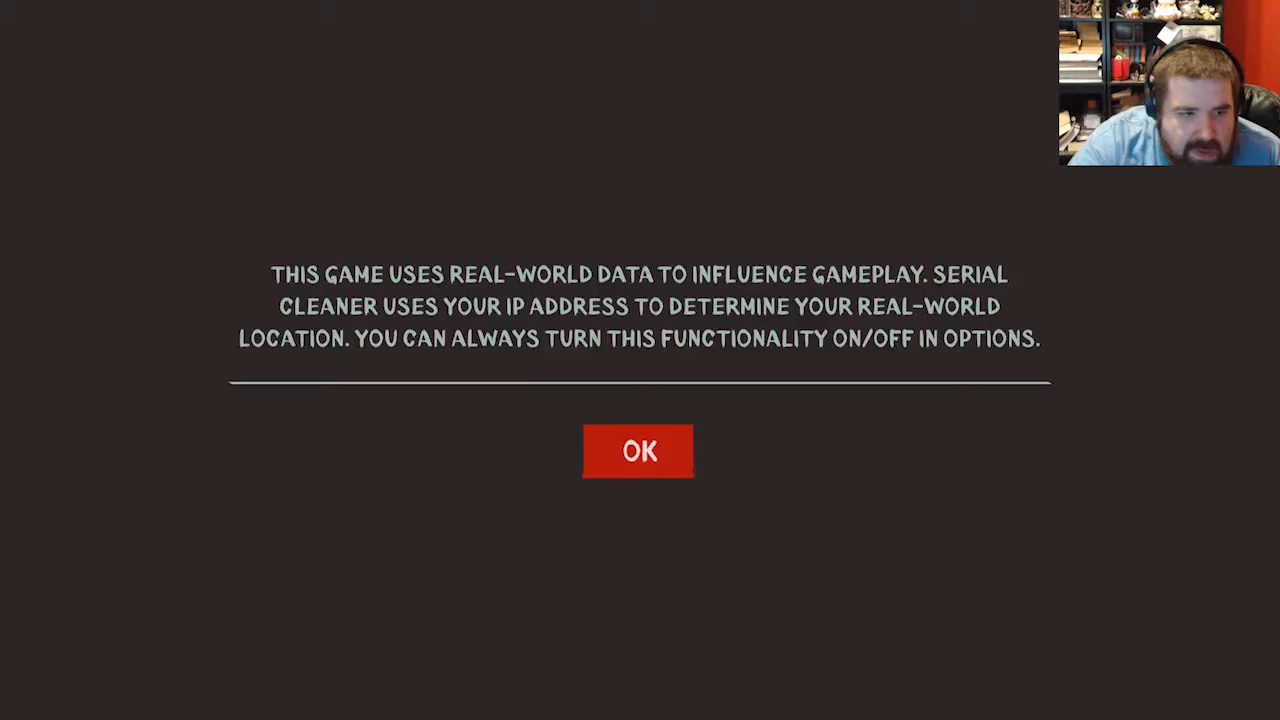 THIS GAME USES REAL-WORLD DATA TO INFLUENCE GAMEPLAY. SERIAL
CLEANER USES YOUR IP ADDRESS TO DETERMINE YOUR REAL-WORLD
LOCATION. YOU CAN ALWAYS TURN THIS FUNCTIONALITY ON/OFF IN OPTIONS.
OK